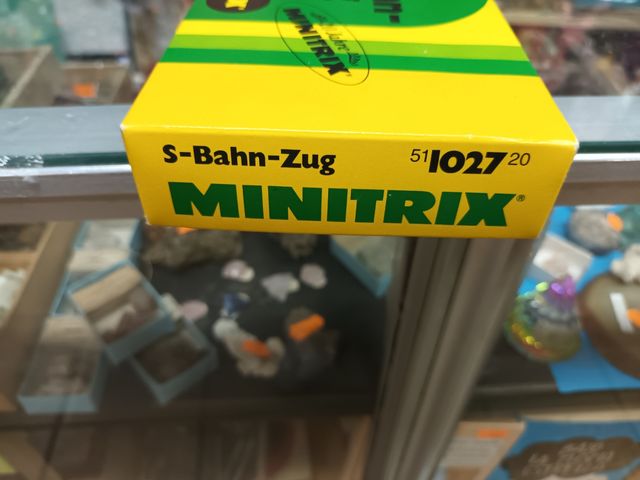 MINITRIX
S-Bahn-Zug
51 1027 20
MINITRIX®